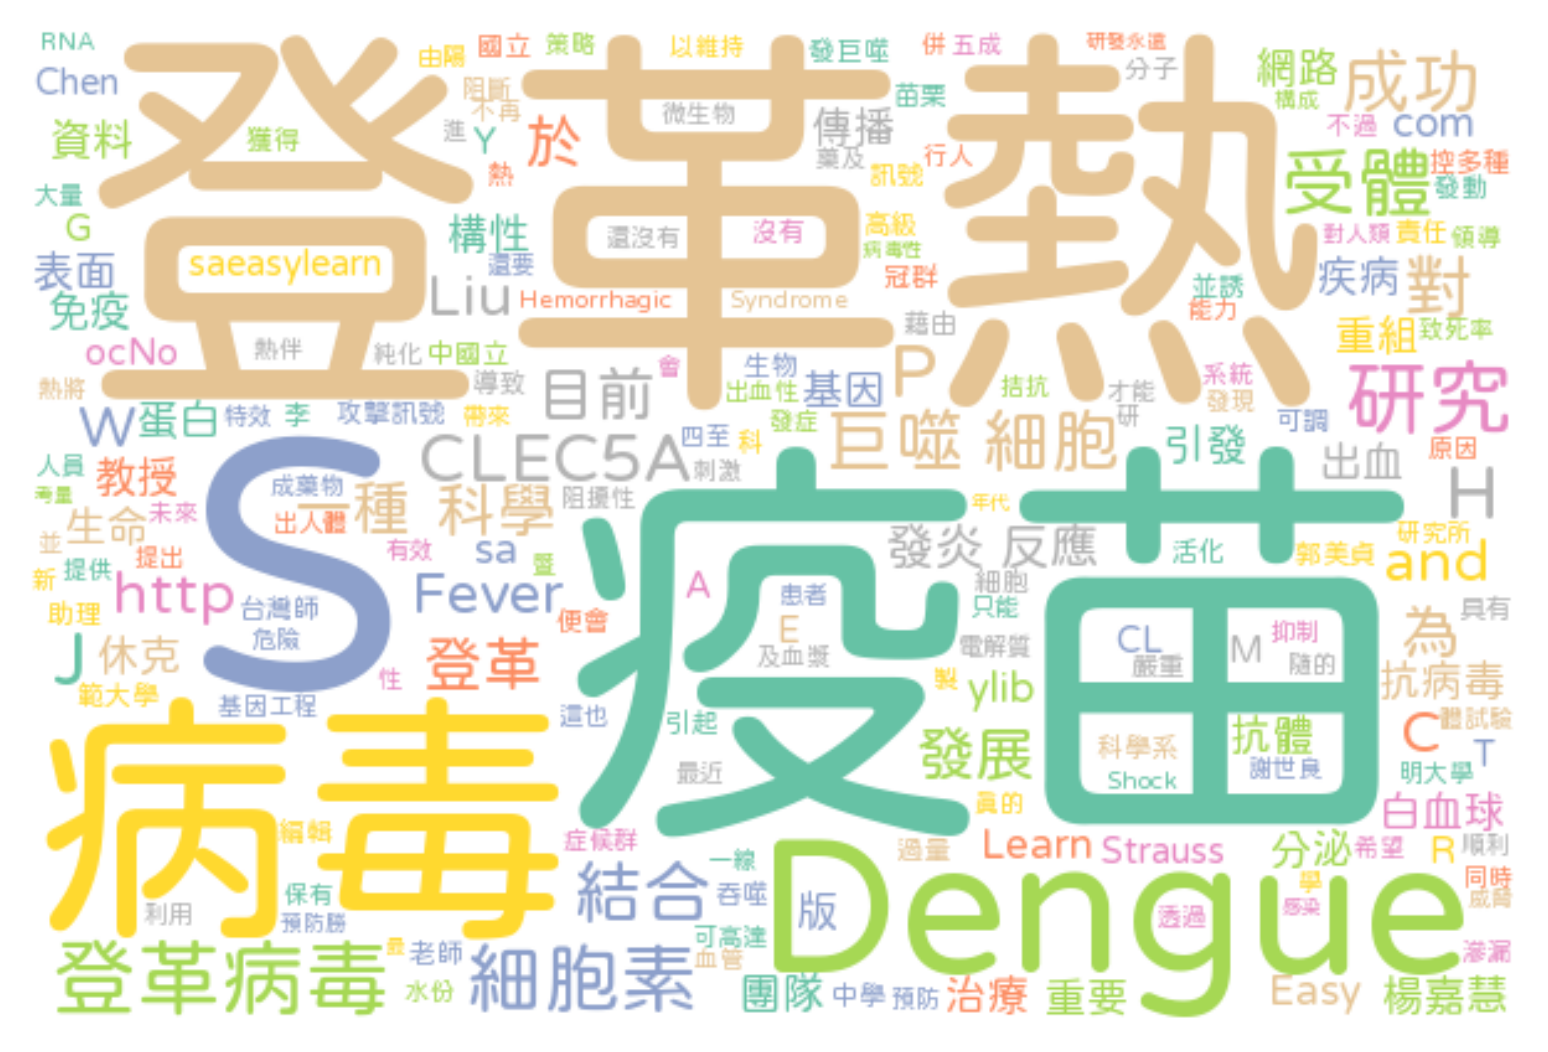 RNA
Chen
資料
大量
G
表面
免疫
ocNo
熱將
登革熱
獲得
saeasylearn
熱伴
純化
中國立
由陽
國立
策略
阻斷
不再
進
Y
熱
於
構性
還要
Liu
Hemorrhagic
Syndrome
導致
以維持
微生物
還沒有
沒有
發巨噬
傳播
藥及
訊號
高級
病毒性
冠群
藉由
併
五成
苗栗
行人
研發永遠
分子
網路
構成
成功
不過
com
受體
控多種
發動
對人類
責任
領導
疾病
對
並誘
能力
重組
致死率
W
蛋白
特效
李
攻擊訊號
帶來
目前
會
生物
出血性
基因
P
拮抗
才能
研
系統
發現
研究
發症
CLEC5A
四至
科
刺激
巨噬
細胞
引發
可調
出血
原因
H
人員
考量
教授
生命
未來
並
提出
新
提供
http
助理
S
成藥物
出人體
一種
科學
阻擾性
有效
sa
暨
Fever
便會
台灣師
危險
J
休克
登革
性
範大學
基因工程
這也
疫苗
年代
發炎
反應
活化
研究所
郭美貞
and
A
患者
E
及血漿
細胞
只能
電解質
製
ylib
CL
嚴重
M
抑制
隨的
為
具有
抗病毒
引起
最近
發展
科學系
Shock
抗體
謝世良
C
體試驗
T
明大學
病毒
編輯
保有
利用
預防勝
症候群
一線
結合
吞噬
過量
真的
Learn
Strauss
分泌
白血球
希望
R
順利
同時
威脅
學
感染
透過
Dengue
版
登革病毒
最
老師
水份
細胞素
可高達
血管
團隊
中學
預防
治療
重要
Easy
滲漏
楊嘉慧